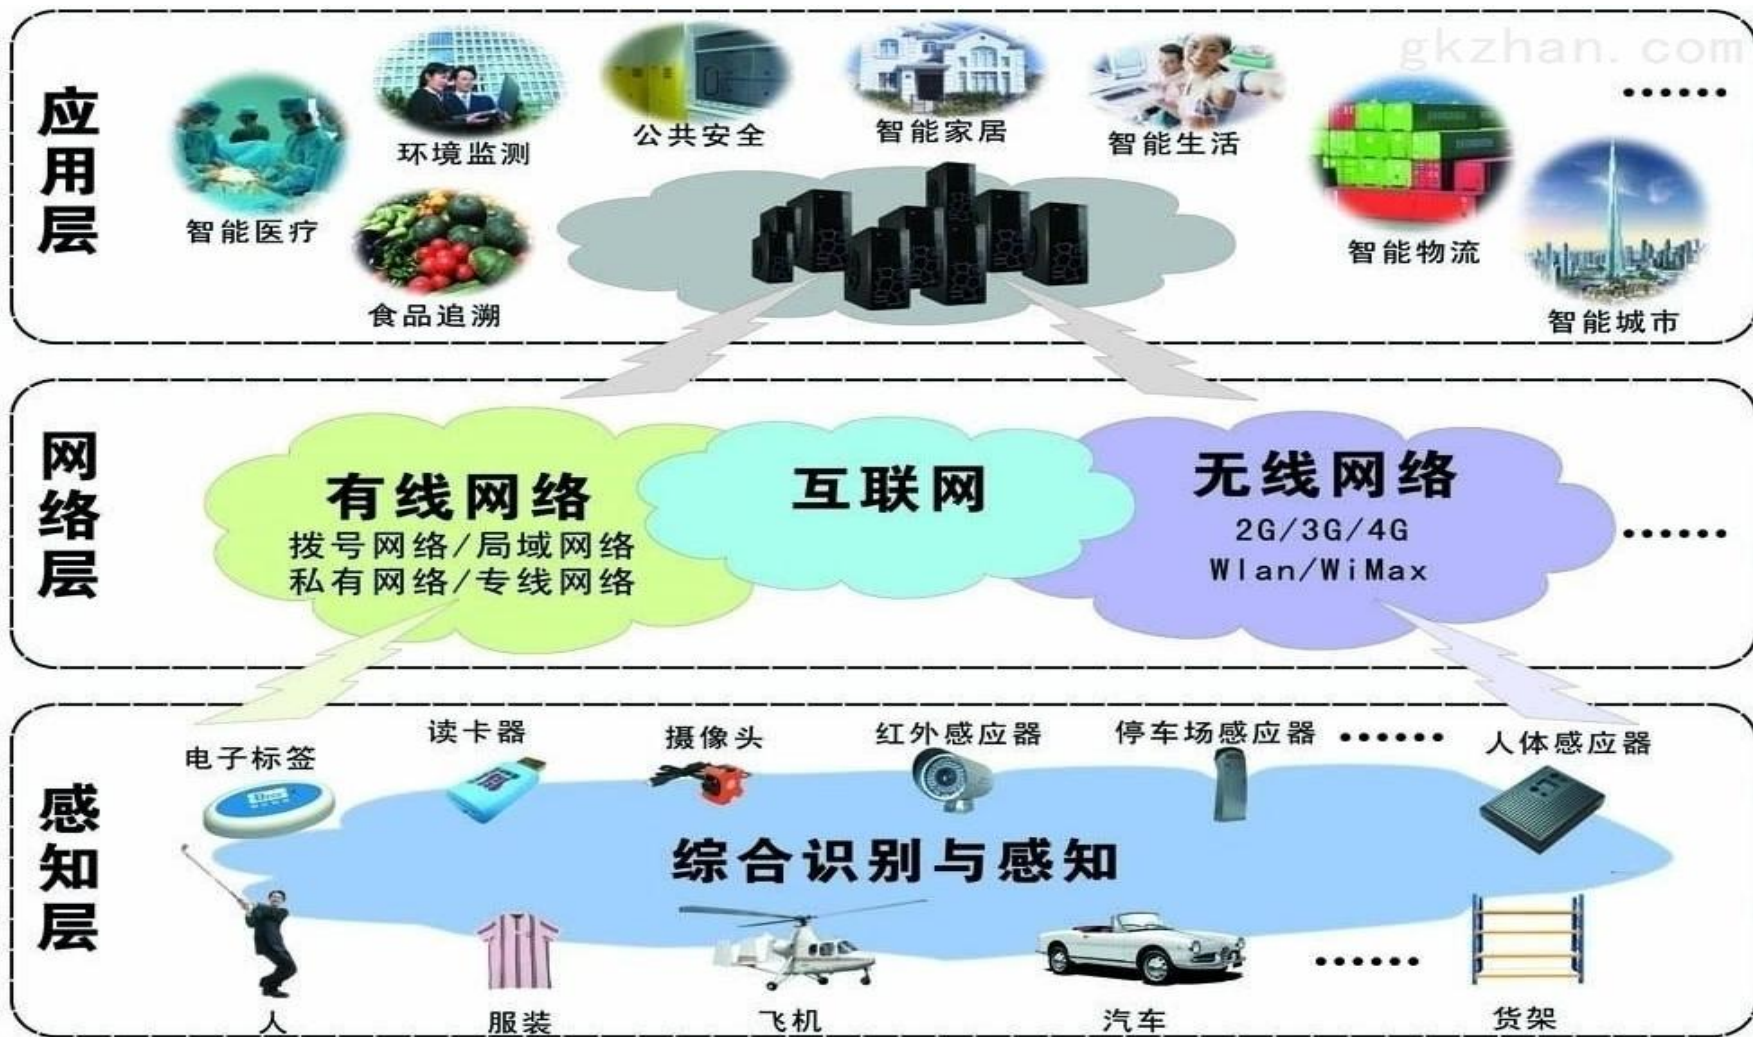 gkzhan.com
应用层
智能医疗
环境监测
食品追溯
公共安全
智能家居
智能生活
智能物流
智能城市
......
网络层
有线网络
拨号网络/局域网络
私有网络/专线网络
互联网
无线网络
2G/3G/4G
Wlan/WiMax
......
感知层
电子标签
读卡器
摄像头
红外感应器
停车场感应器
......
人体感应器
综合识别与感知
人
服装
飞机
汽车
......
货架